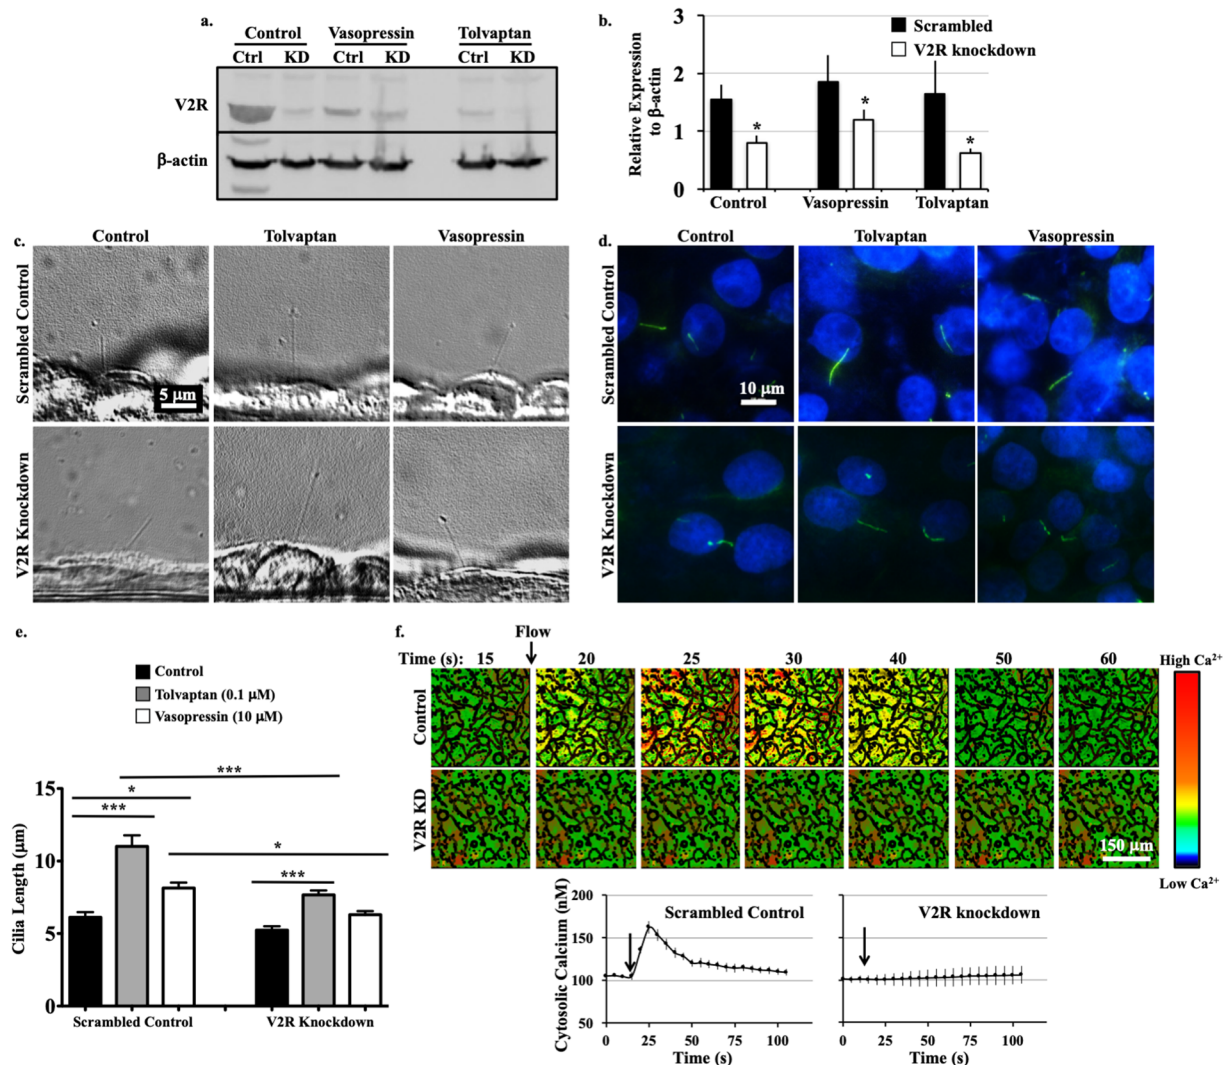 a.
Control Vasopressin Tolvaptan
Ctrl KD Ctrl KD Ctrl KD
V2R
β-actin
b.
Scrambled
V2R knockdown
Relative Expression
to β-actin
3
2
1
0
* * *
Control Vasopressin Tolvaptan
c.
Control Tolvaptan Vasopressin
Scrambled Control
5 μm
V2R Knockdown
d.
Control Tolvaptan Vasopressin
Scrambled Control
10 μm
V2R Knockdown
e.
Control
Tolvaptan (0.1 μM)
Vasopressin (10 μM)
Cilia Length (μm)
15
10
5
0
***
*
***
*
***
Scrambled Control V2R Knockdown
f.
Flow
Time (s): 15 20 25 30 40 50 60
Control
V2R KD
150 μm
High Ca²⁺
Low Ca²⁺
Cytosolic Calcium (nM)
200
150
100
50
Scrambled Control
0 25 50 75 100
Time (s)
V2R knockdown
0 25 50 75 100
Time (s)